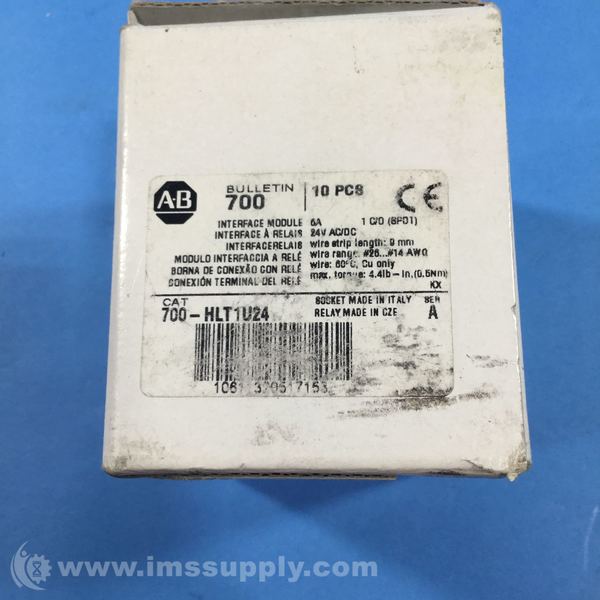 AB
BULLETIN
700
10 PCS
CE
INTERFACE MODULE 6A 1 C/O (SPDT)
INTERFACE À RELAIS 24V AC/DC
INTERFACERELAIS wire strip length: 9 mm
MODULO INTERFACCIA A RELÉ wire range: #26...#14 AWG
BORNA DE CONEXÃO CON RELÉ wire: 60°C, Cu only
CONEXIÓN TERMINAL DEL RELÉ max. torque: 4.4lb-in.(0.5Nm)
KX
CAT SOCKET MADE IN ITALY SER
700-HLT1U24 RELAY MADE IN CZE A
www.imssupply.com